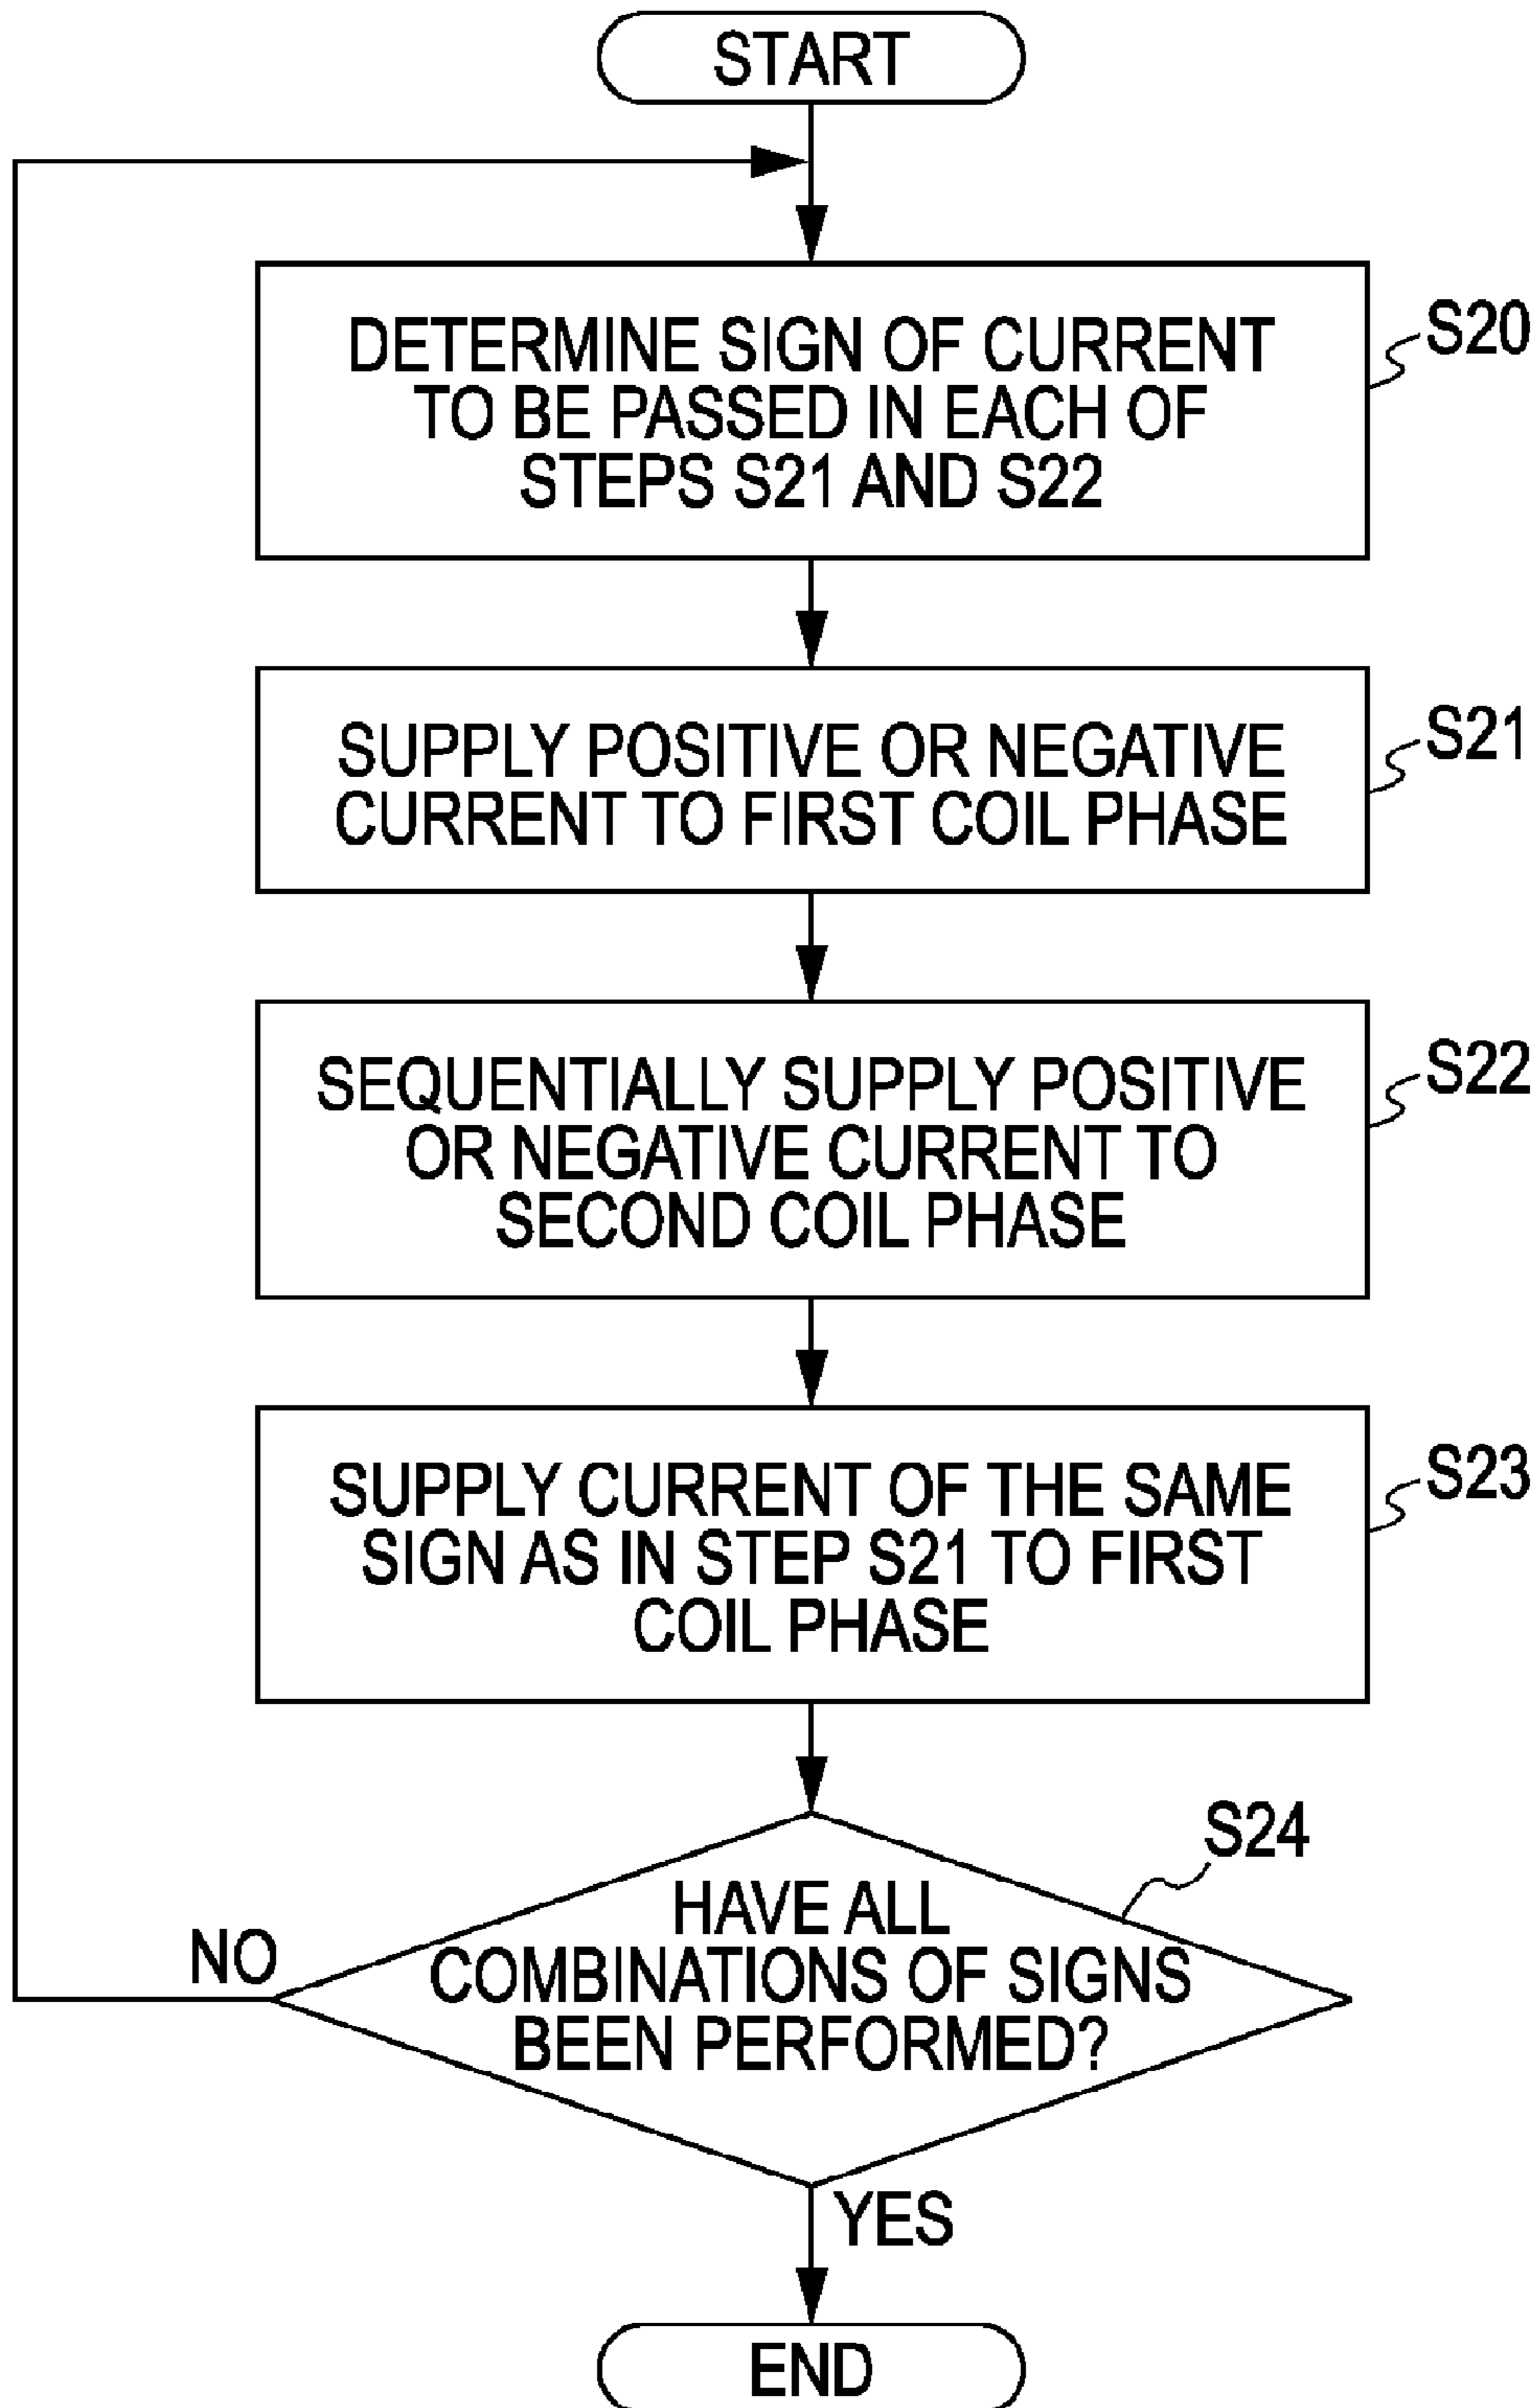 START
DETERMINE SIGN OF CURRENT
TO BE PASSED IN EACH OF
STEPS S21 AND S22
S20
SUPPLY POSITIVE OR NEGATIVE
CURRENT TO FIRST COIL PHASE
S21
SEQUENTIALLY SUPPLY POSITIVE
OR NEGATIVE CURRENT TO
SECOND COIL PHASE
S22
SUPPLY CURRENT OF THE SAME
SIGN AS IN STEP S21 TO FIRST
COIL PHASE
S23
S24
HAVE ALL
COMBINATIONS OF SIGNS
BEEN PERFORMED?
NO
YES
END